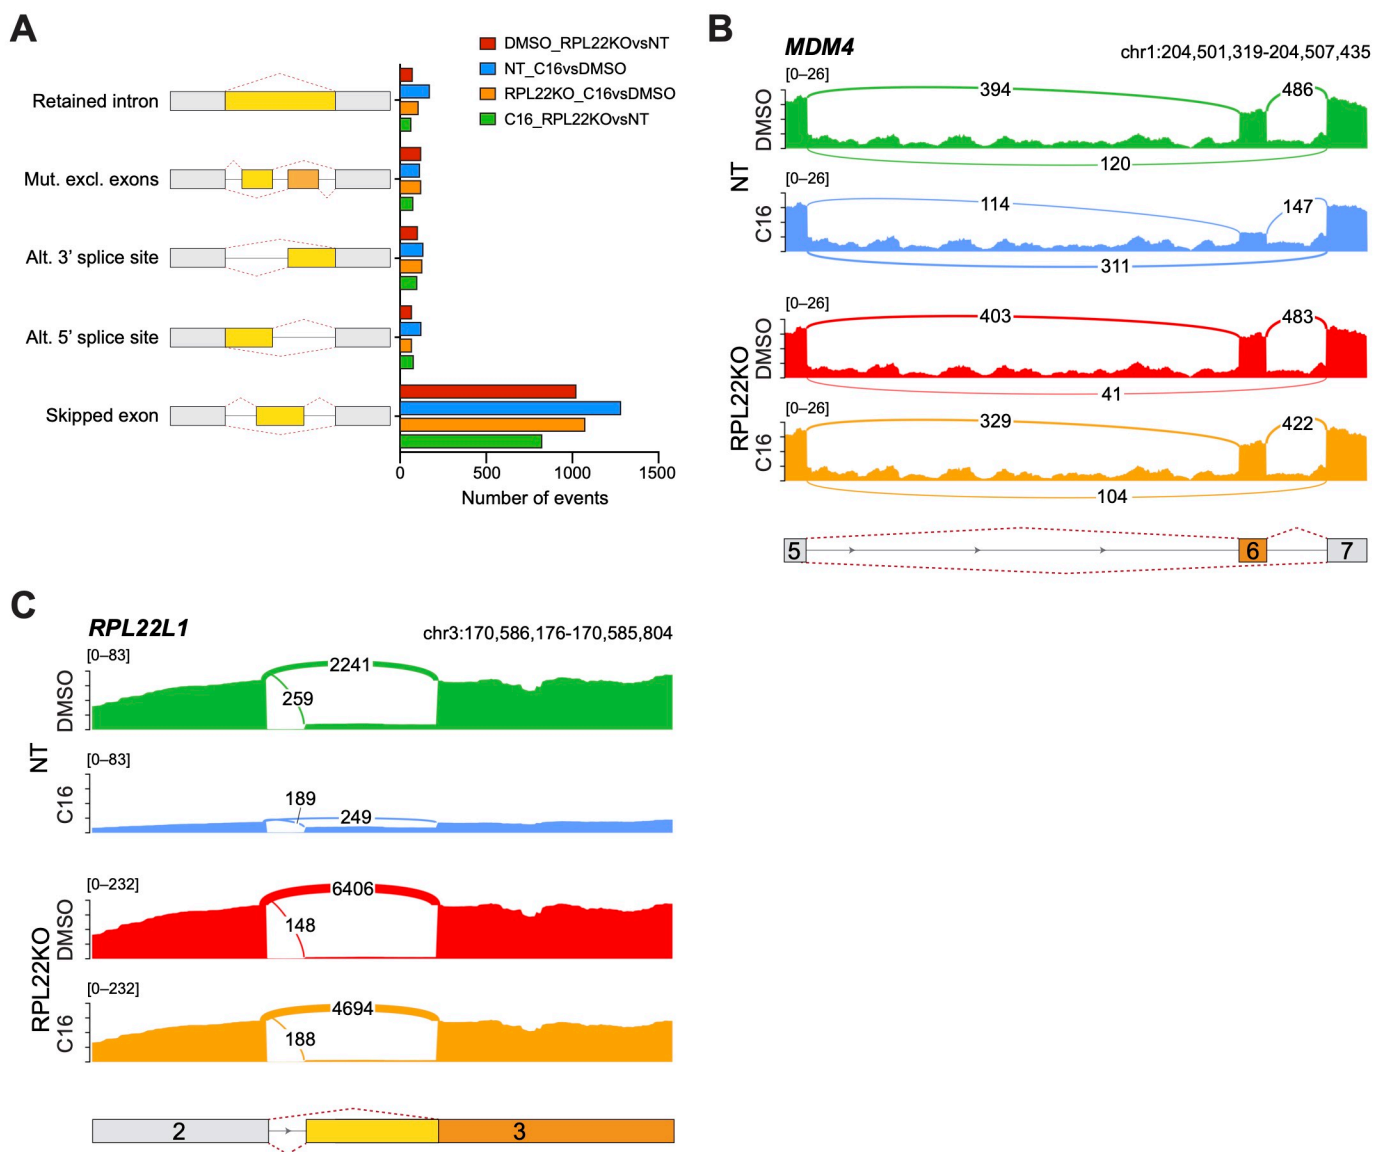 A
DMSO_RPL22KOvsNT
NT_C16vsDMSO
RPL22KO_C16vsDMSO
C16_RPL22KOvsNT
Retained intron
Mut. excl. exons
Alt. 3’ splice site
Alt. 5’ splice site
Skipped exon
0 500 1000 1500
Number of events
B
MDM4
chr1:204,501,319-204,507,435
NT
DMSO
[0–26]
394
486
120
C16
[0–26]
114
147
311
RPL22KO
DMSO
[0–26]
403
483
41
C16
[0–26]
329
422
104
5 6 7
C
RPL22L1
chr3:170,586,176-170,585,804
NT
DMSO
[0–83]
2241
259
C16
[0–83]
189
249
RPL22KO
DMSO
[0–232]
6406
148
C16
[0–232]
4694
188
2 3